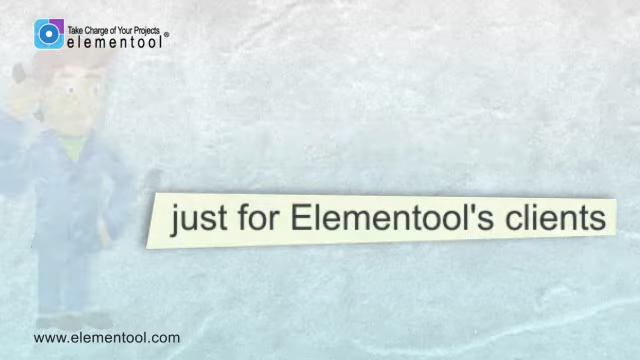 Take Charge of Your Projects
elementool®
just for Elementool's clients
www.elementool.com